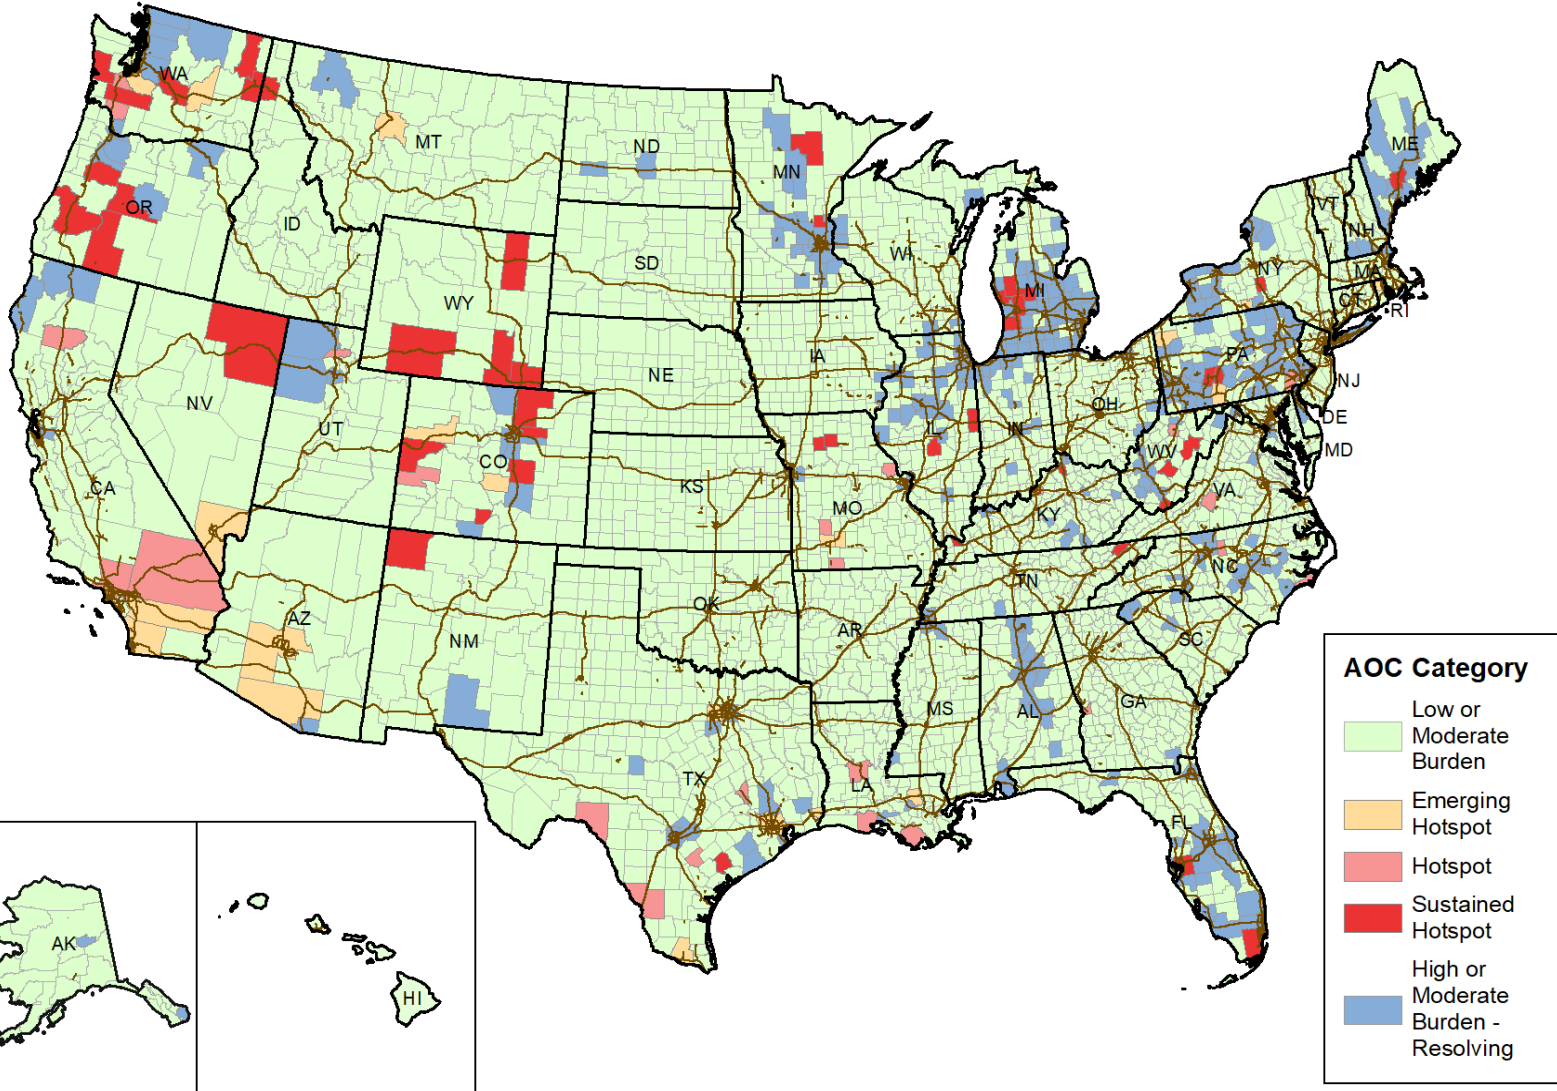 WA
MT
ND
MN
ME
OR
ID
SD
WI
MI
VT
NH
NY
MA
CT
RI
WY
IA
NE
PA
NJ
NV
UT
CO
IL
IN
OH
DE
MD
WV
CA
KS
MO
KY
VA
AZ
NM
OK
AR
TN
NC
SC
MS
AL
GA
TX
LA
FL
AK
HI
AOC Category
Low or
Moderate
Burden
Emerging
Hotspot
Hotspot
Sustained
Hotspot
High or
Moderate
Burden -
Resolving